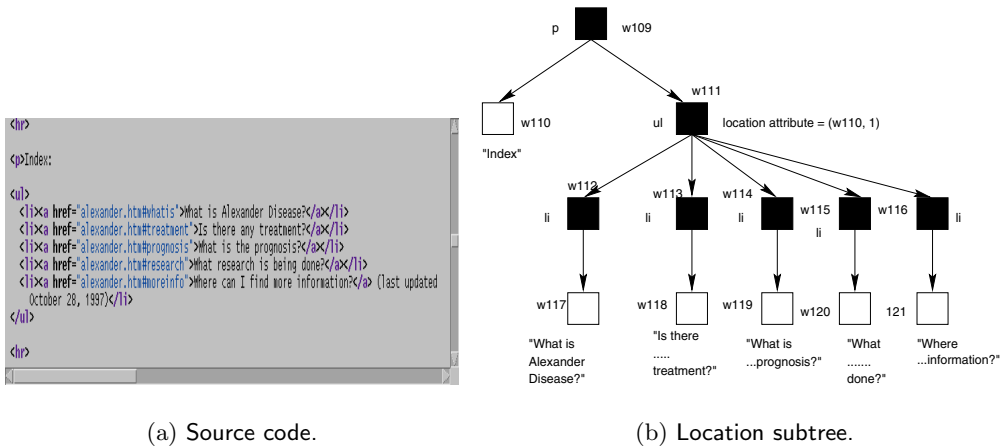 <hr>
<p>Index:
<ul>
<li><a href="alexander.htm#whatis">What is Alexander Disease?</a></li>
<li><a href="alexander.htm#treatment">Is there any treatment?</a></li>
<li><a href="alexander.htm#prognosis">What is the prognosis?</a></li>
<li><a href="alexander.htm#research">What research is being done?</a></li>
<li><a href="alexander.htm#moreinfo">Where can I find more information?</a> (last updated
October 28, 1997)</li>
</ul>
<hr>
(a) Source code.
p w109
w111
w110 ul location attribute = (w110, 1)
"Index"
w112 w113 w114 w115 w116
li li li li li
w117 w118 w119 w120 121
"What is
Alexander
Disease?"
"Is there
.....
treatment?"
"What is
...prognosis?"
"What
.......
done?"
"Where
...information?"
(b) Location subtree.